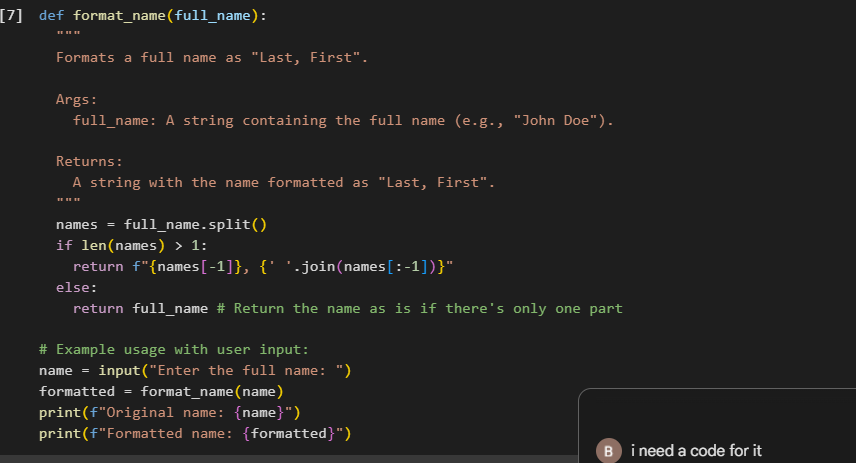 [7] def format_name(full_name):
"""
Formats a full name as "Last, First".
Args:
full_name: A string containing the full name (e.g., "John Doe").
Returns:
A string with the name formatted as "Last, First".
"""
names = full_name.split()
if len(names) > 1:
return f"{names[-1]}, {' '.join(names[:-1])}"
else:
return full_name # Return the name as is if there's only one part
# Example usage with user input:
name = input("Enter the full name: ")
formatted = format_name(name)
print(f"Original name: {name}")
print(f"Formatted name: {formatted}")
B i need a code for it